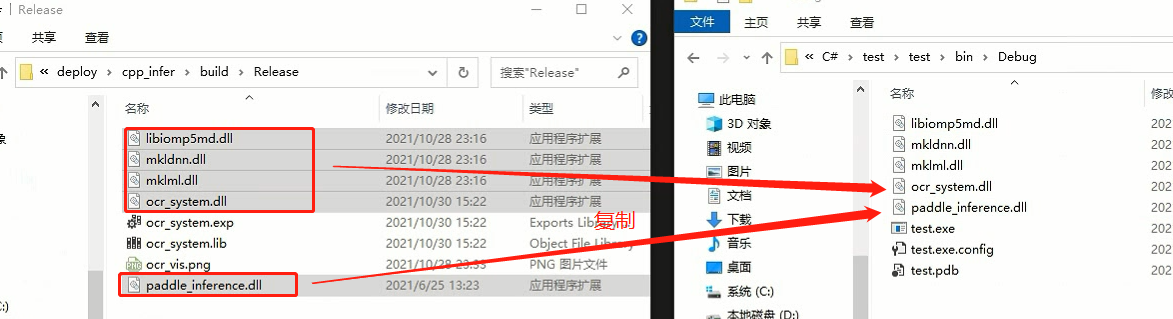 Release
共享 查看
« deploy › cpp_infer › build › Release
搜索"Release"
名称 修改日期 类型
libiomp5md.dll 2021/10/28 23:16 应用程序扩展
mkldnn.dll 2021/10/28 23:16 应用程序扩展
mklml.dll 2021/10/28 23:16 应用程序扩展
ocr_system.dll 2021/10/30 15:22 应用程序扩展
ocr_system.exp 2021/10/30 15:22 Exports Library
ocr_system.lib 2021/10/30 15:22 Object File Library
ocr_vis.png 2021/10/28 23:33 PNG 图片文件
paddle_inference.dll 2021/6/25 13:23 应用程序扩展
复制
文件 主页 共享 查看
« C# › test › test › bin › Debug
此电脑
3D 对象
视频
图片
文档
下载
音乐
桌面
系统 (C:)
本地磁盘 (D:)
名称
libiomp5md.dll 202
mkldnn.dll 202
mklml.dll 202
ocr_system.dll 202
paddle_inference.dll 202
test.exe 202
test.exe.config 202
test.pdb 202